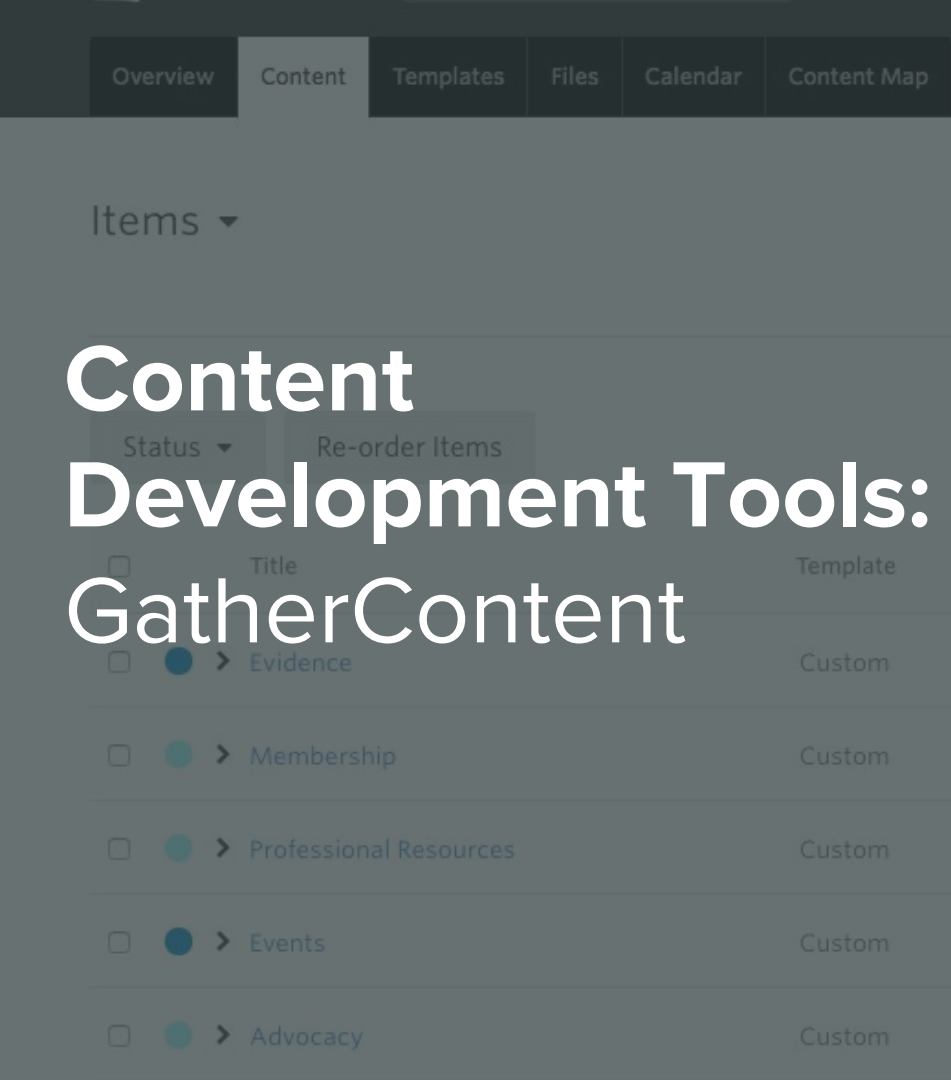 Overview Content Templates Files Calendar Content Map
Items
Content
Status Re-order Items
Development Tools:
Title Template
GatherContent
Evidence Custom
Membership Custom
Professional Resources Custom
Events Custom
Advocacy Custom